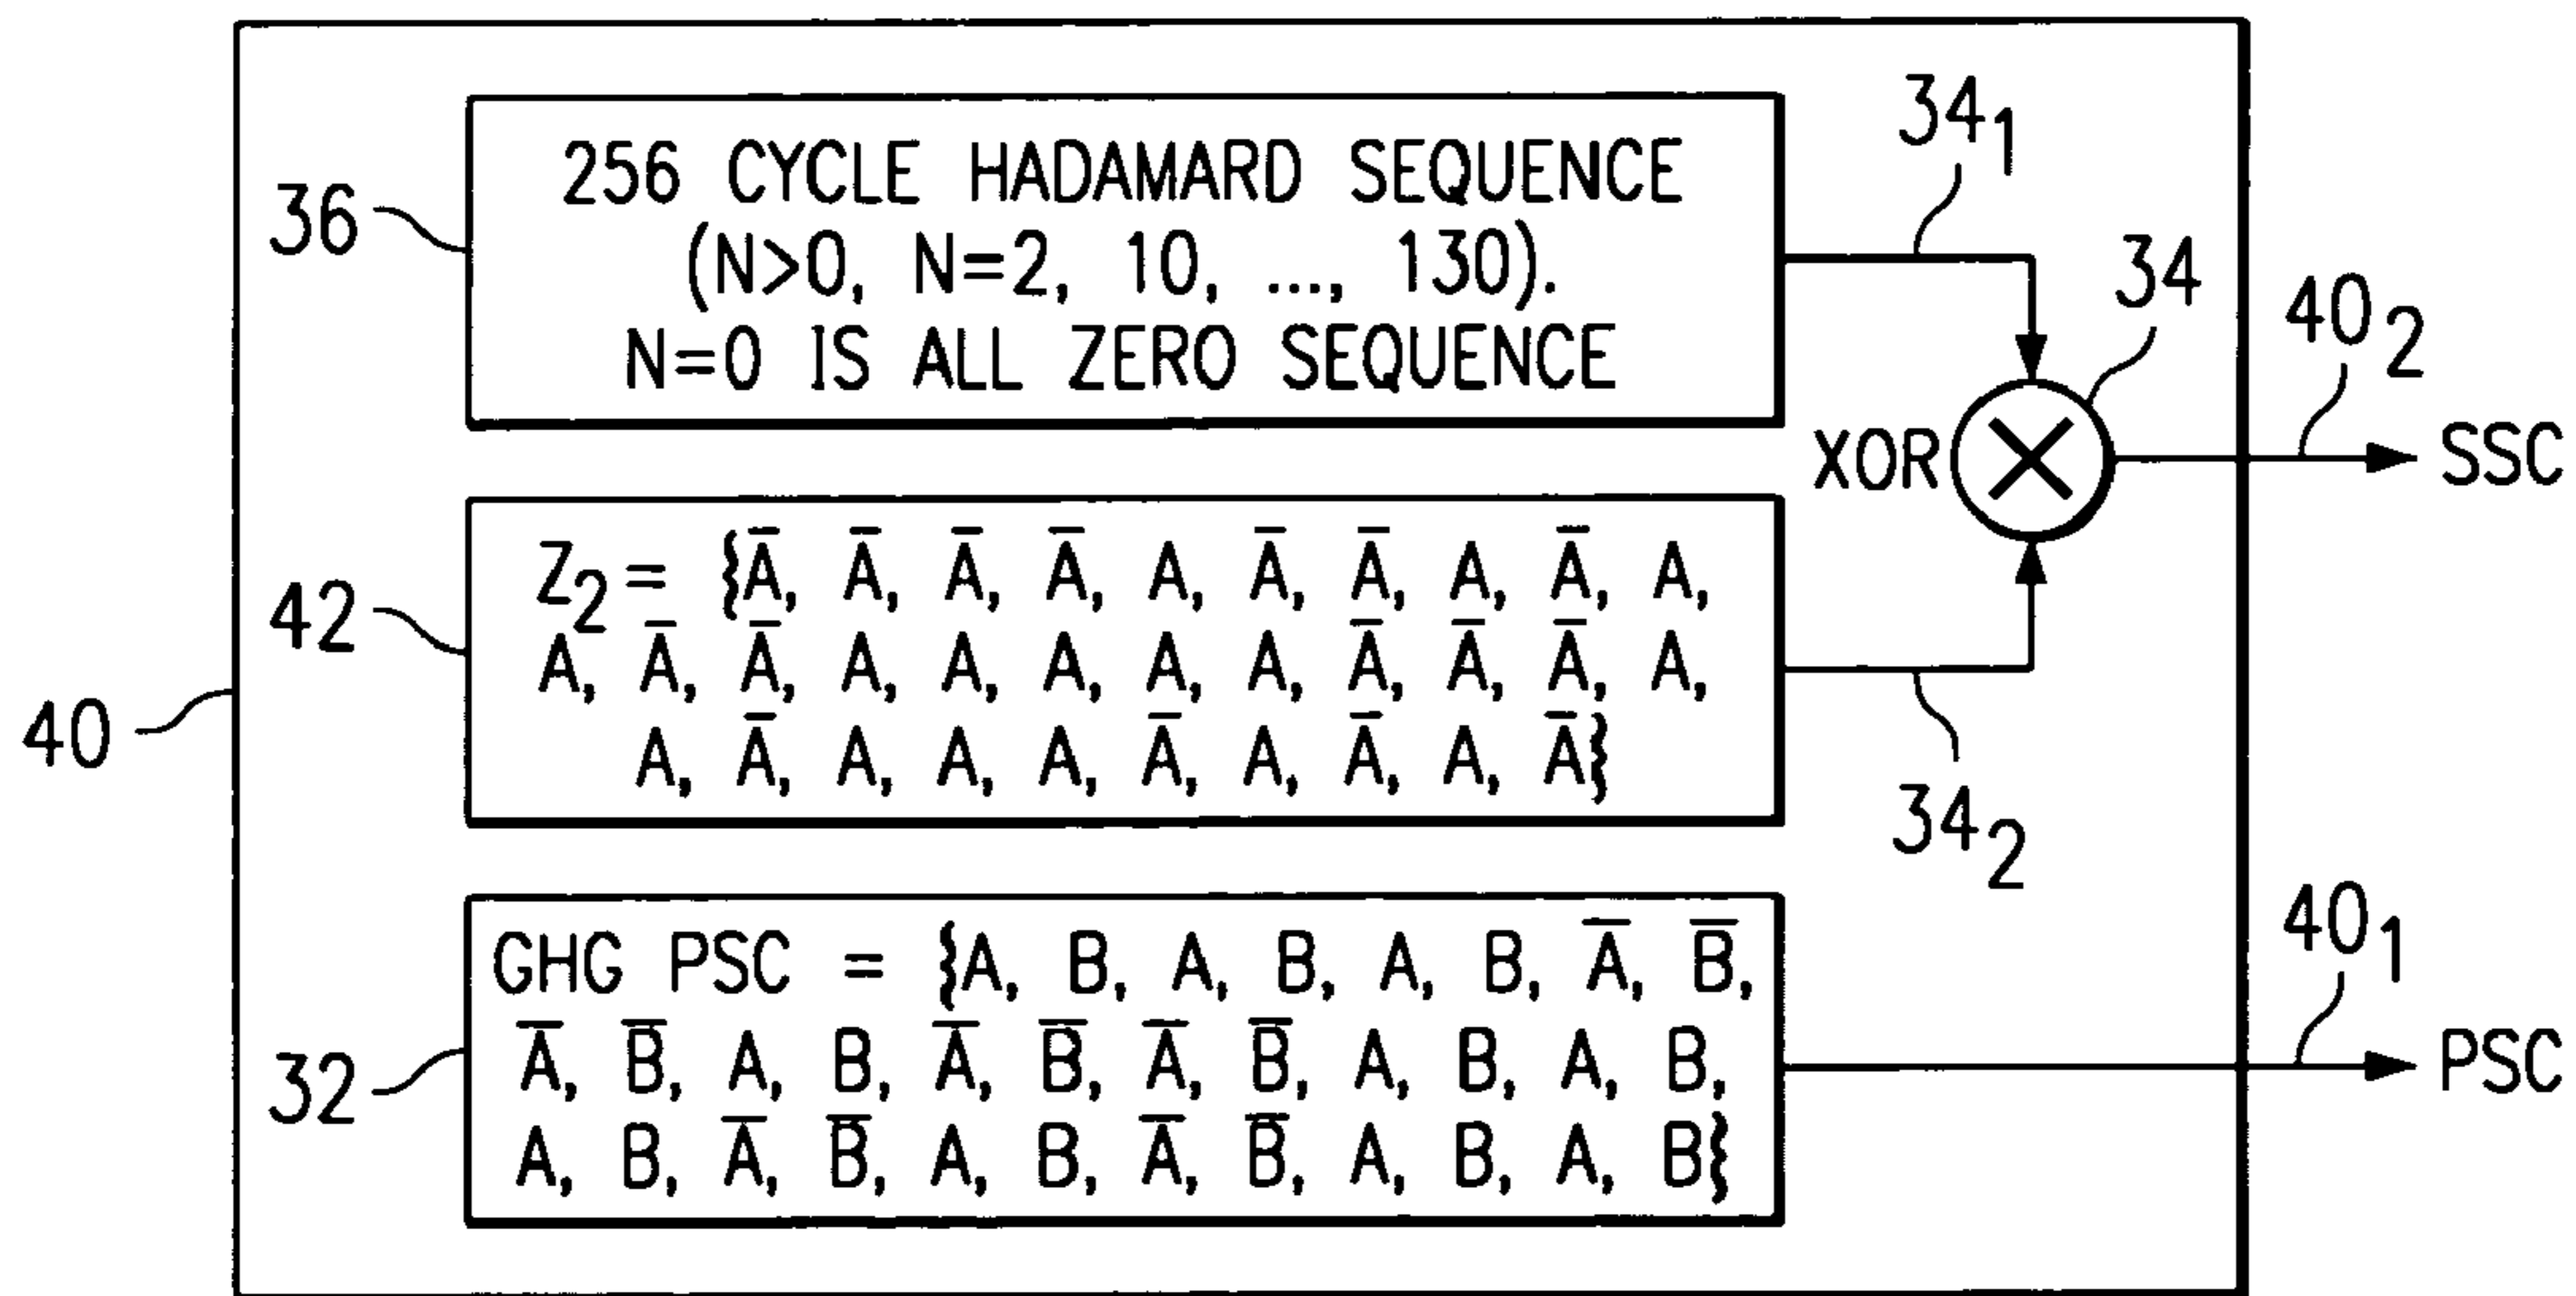 256 CYCLE HADAMARD SEQUENCE
(N>0, N=2, 10, ..., 130).
N=0 IS ALL ZERO SEQUENCE
36
34₁
34
40₂
XOR
SSC
Z₂= {A̅, A̅, A̅, A̅, A, A̅, A̅, A, A̅, A,
A, A̅, A̅, A, A, A, A, A, A̅, A̅, A̅, A,
A, A̅, A, A, A, A̅, A, A̅, A, A̅}
42
40
34₂
GHG PSC = {A, B, A, B, A, B, A̅, B̅,
A̅, B̅, A, B, A̅, B̅, A̅, B̅, A, B, A, B,
A, B, A̅, B̅, A, B, A̅, B̅, A, B, A, B}
32
40₁
PSC